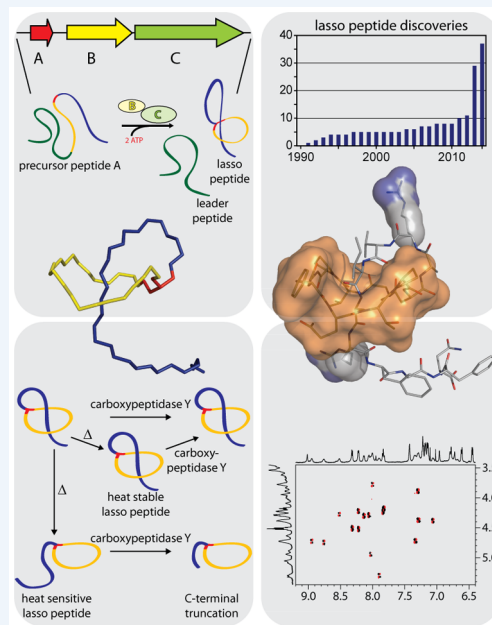 A
B
C
B
C
2 ATP
precursor peptide A
lasso
peptide
leader
peptide
lasso peptide discoveries
40
30
20
10
0
1990
2000
2010
carboxypeptidase Y
Δ
carboxy-
peptidase Y
heat stable
lasso peptide
Δ
carboxypeptidase Y
heat sensitive
lasso peptide
C-terminal
truncation
4.0
5.0
9.0
8.5
8.0
7.5
7.0
6.5